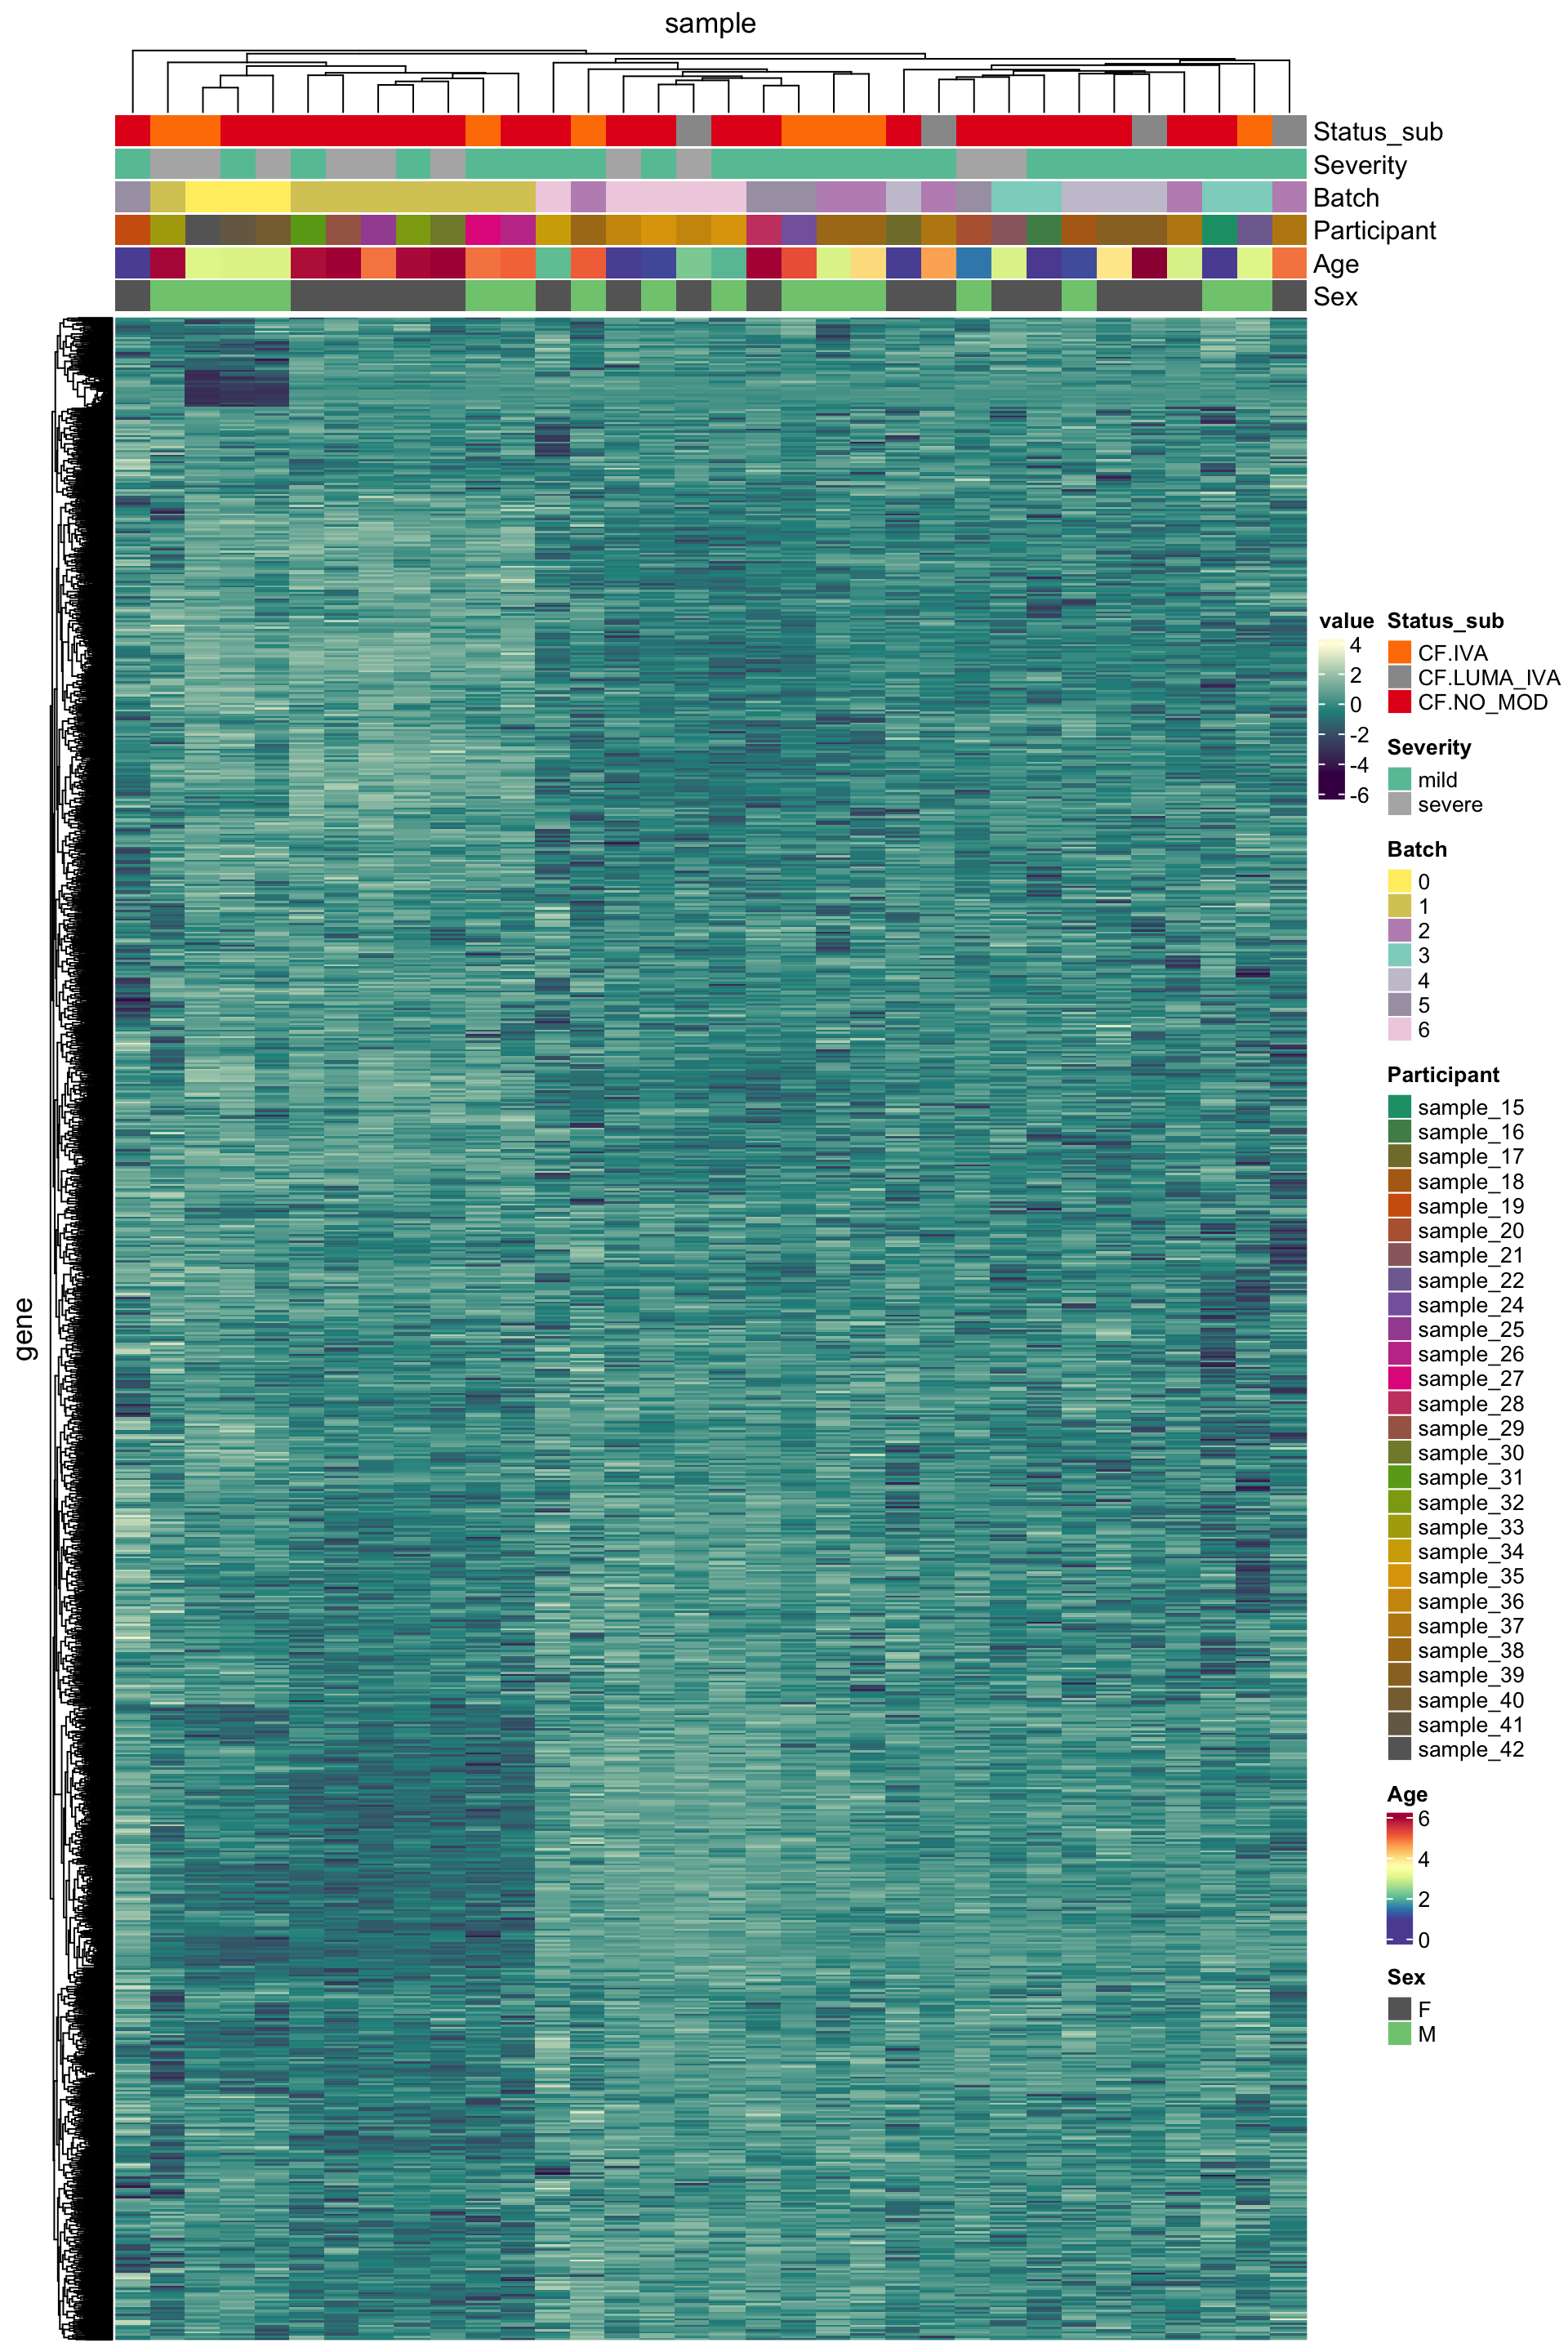 sample
Status_sub
Severity
Batch
Participant
Age
Sex
gene
value
4
2
0
-2
-4
-6
Status_sub
CF.IVA
CF.LUMA_IVA
CF.NO_MOD
Severity
mild
severe
Batch
0
1
2
3
4
5
6
Participant
sample_15
sample_16
sample_17
sample_18
sample_19
sample_20
sample_21
sample_22
sample_24
sample_25
sample_26
sample_27
sample_28
sample_29
sample_30
sample_31
sample_32
sample_33
sample_34
sample_35
sample_36
sample_37
sample_38
sample_39
sample_40
sample_41
sample_42
Age
6
4
2
0
Sex
F
M